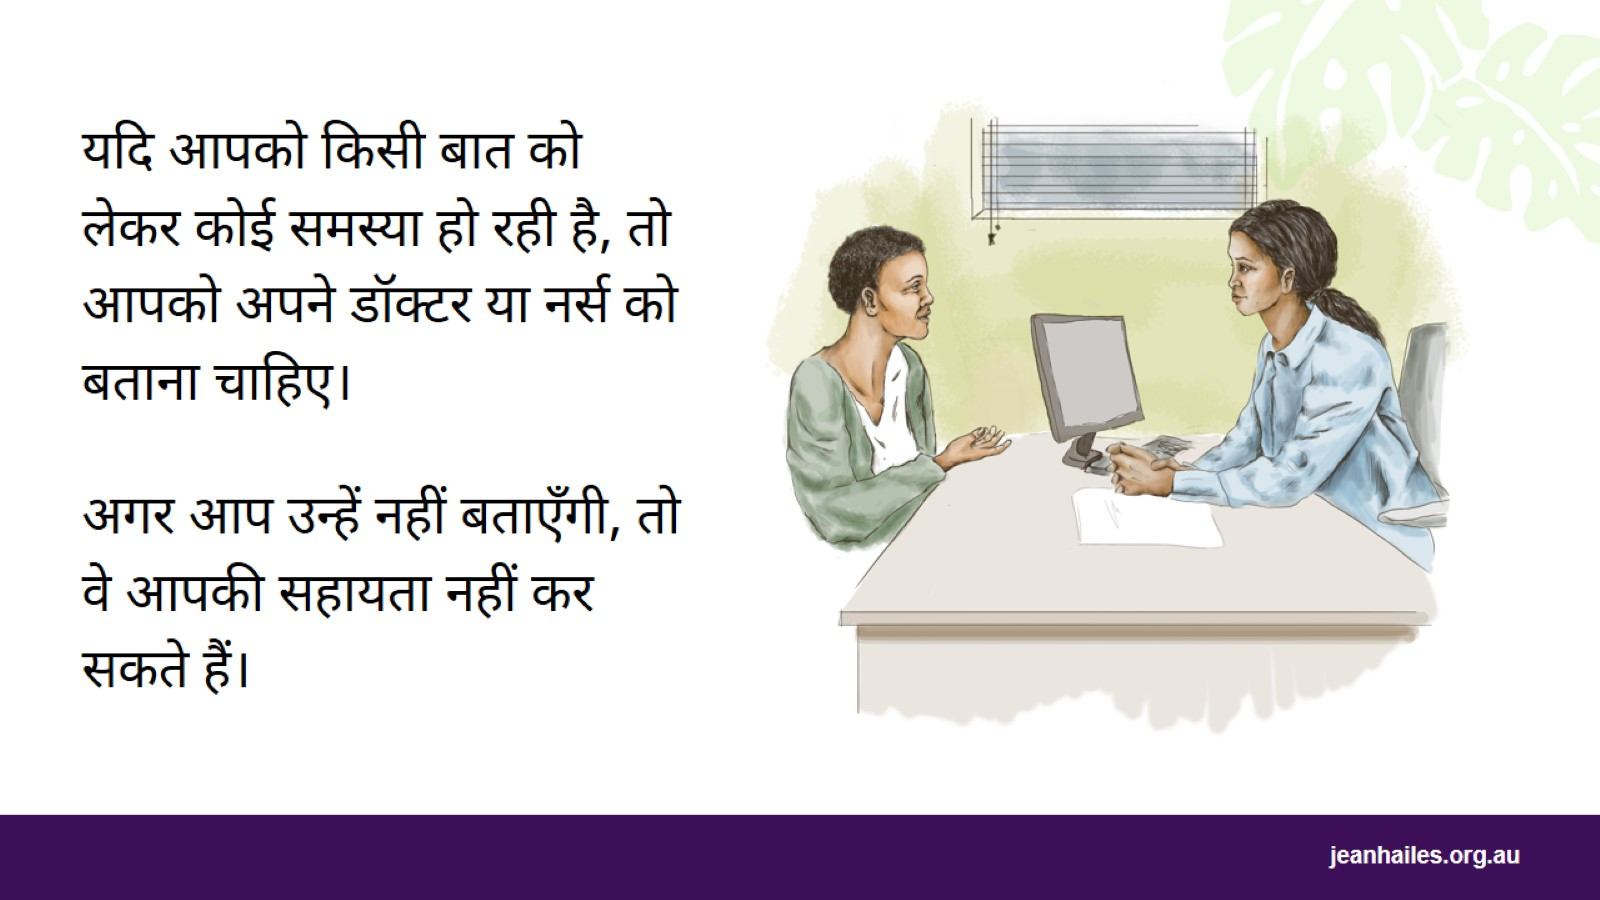 यदि आपको किसी बात को
लेकर कोई समस्या हो रही है, तो
आपको अपने डॉक्टर या नर्स को
बताना चाहिए।
अगर आप उन्हें नहीं बताएँगी, तो
वे आपकी सहायता नहीं कर
सकते हैं।
jeanhailes.org.au